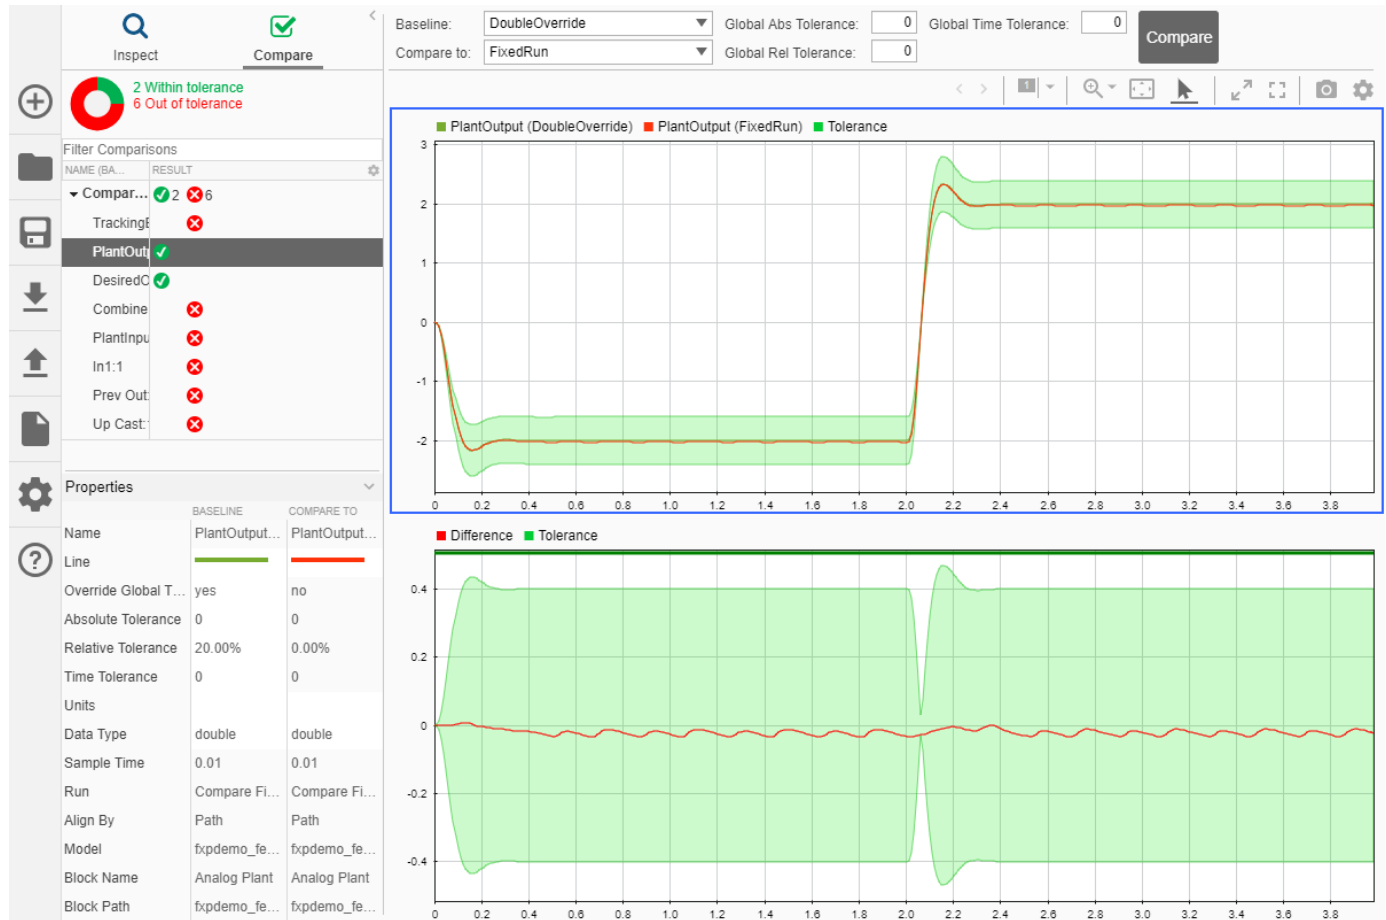 Inspect
Compare
Baseline: DoubleOverride Global Abs Tolerance: 0 Global Time Tolerance: 0
Compare
Compare to: FixedRun Global Rel Tolerance: 0
2 Within tolerance
6 Out of tolerance
Filter Comparisons
NAME (BA... RESULT
Compar... 2 6
TrackingE
PlantOutp
DesiredO
Combine
PlantInpu
In1:1
Prev Out:
Up Cast:
Properties
BASELINE COMPARE TO
Name PlantOutput... PlantOutput...
Line
Override Global T... yes no
Absolute Tolerance 0 0
Relative Tolerance 20.00% 0.00%
Time Tolerance 0 0
Units
Data Type double double
Sample Time 0.01 0.01
Run Compare Fi... Compare Fi...
Align By Path Path
Model fxpdemo_fe... fxpdemo_fe...
Block Name Analog Plant Analog Plant
Block Path fxpdemo_fe... fxpdemo_fe...
1
PlantOutput (DoubleOverride) PlantOutput (FixedRun) Tolerance
3
2
1
0
-1
-2
0 0.2 0.4 0.6 0.8 1.0 1.2 1.4 1.6 1.8 2.0 2.2 2.4 2.6 2.8 3.0 3.2 3.4 3.6 3.8
Difference Tolerance
0.4
0.2
0
-0.2
-0.4
0 0.2 0.4 0.6 0.8 1.0 1.2 1.4 1.6 1.8 2.0 2.2 2.4 2.6 2.8 3.0 3.2 3.4 3.6 3.8